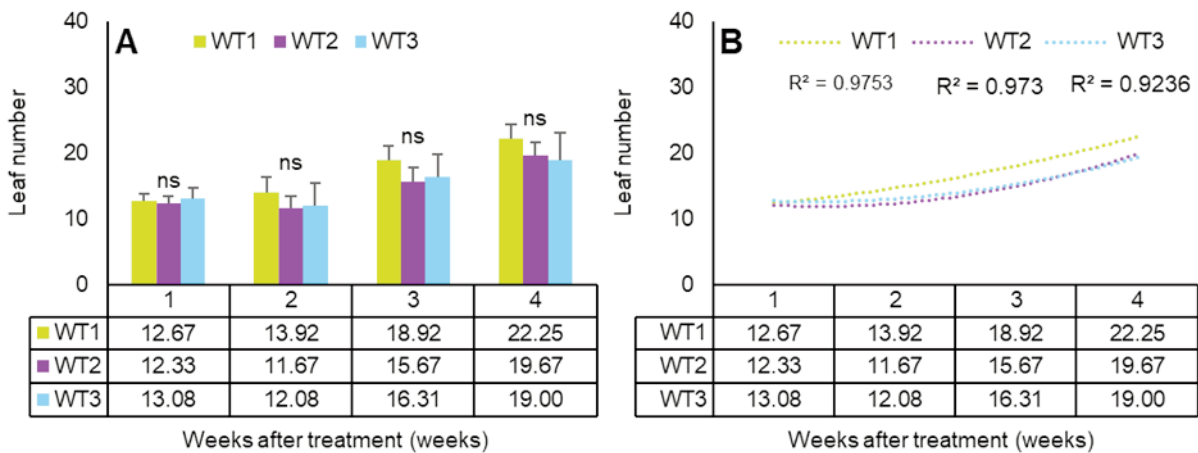 A
WT1 WT2 WT3
40
30
20
10
0
Leaf number
ns
ns
ns
ns
1 2 3 4
WT1 12.67 13.92 18.92 22.25
WT2 12.33 11.67 15.67 19.67
WT3 13.08 12.08 16.31 19.00
Weeks after treatment (weeks)
B
WT1 WT2 WT3
R² = 0.9753 R² = 0.973 R² = 0.9236
40
30
20
10
0
Leaf number
1 2 3 4
WT1 12.67 13.92 18.92 22.25
WT2 12.33 11.67 15.67 19.67
WT3 13.08 12.08 16.31 19.00
Weeks after treatment (weeks)